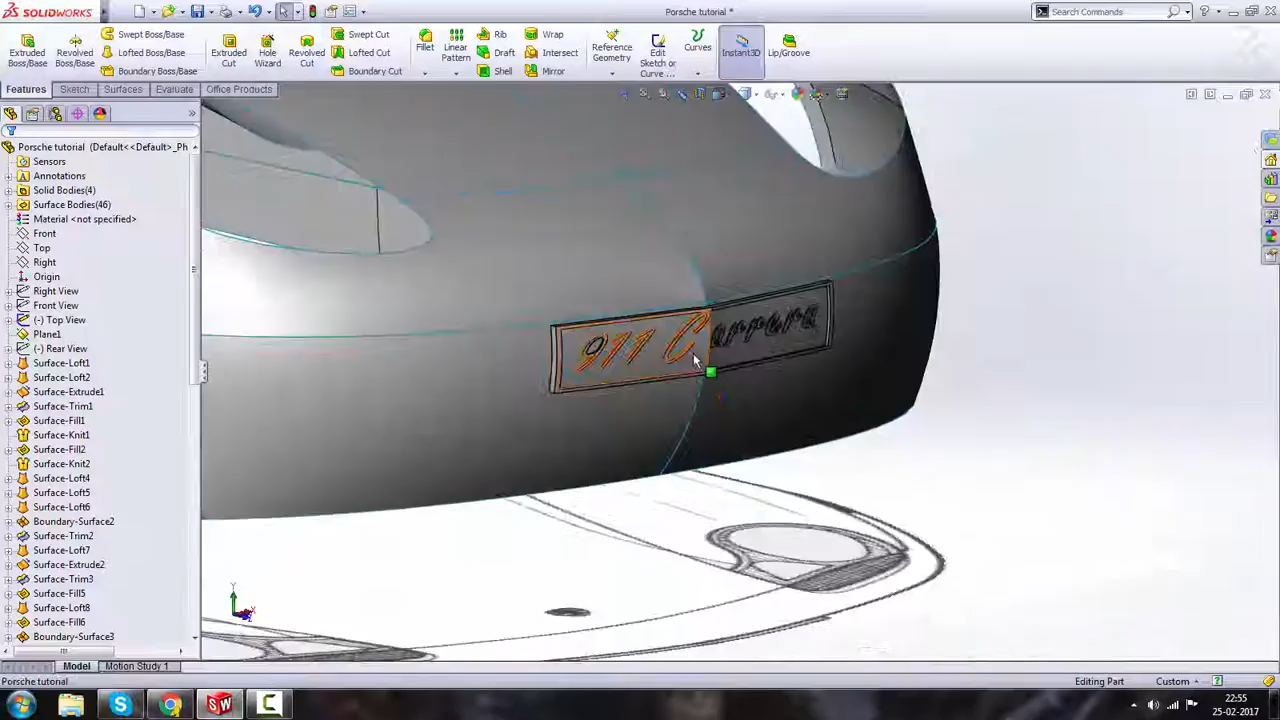 SOLIDWORKS
Porsche tutorial *
Search Commands
Extruded Boss/Base
Revolved Boss/Base
Swept Boss/Base
Lofted Boss/Base
Boundary Boss/Base
Extruded Cut
Hole Wizard
Revolved Cut
Swept Cut
Lofted Cut
Boundary Cut
Fillet
Linear Pattern
Rib
Draft
Shell
Wrap
Intersect
Mirror
Reference Geometry
Edit Sketch or Curve ...
Curves
Instant3D
Lip/Groove
Features
Sketch
Surfaces
Evaluate
Office Products
Porsche tutorial (Default<<Default>_Ph
Sensors
Annotations
Solid Bodies(4)
Surface Bodies(46)
Material <not specified>
Front
Top
Right
Origin
Right View
Front View
(-) Top View
Plane1
(-) Rear View
Surface-Loft1
Surface-Loft2
Surface-Extrude1
Surface-Trim1
Surface-Fill1
Surface-Knit1
Surface-Fill2
Surface-Knit2
Surface-Loft4
Surface-Loft5
Surface-Loft6
Boundary-Surface2
Surface-Trim2
Surface-Loft7
Surface-Extrude2
Surface-Trim3
Surface-Fill5
Surface-Loft8
Surface-Fill6
Boundary-Surface3
911 Carrera
Model
Motion Study 1
Porsche tutorial
Editing Part
Custom
22:55
25-02-2017